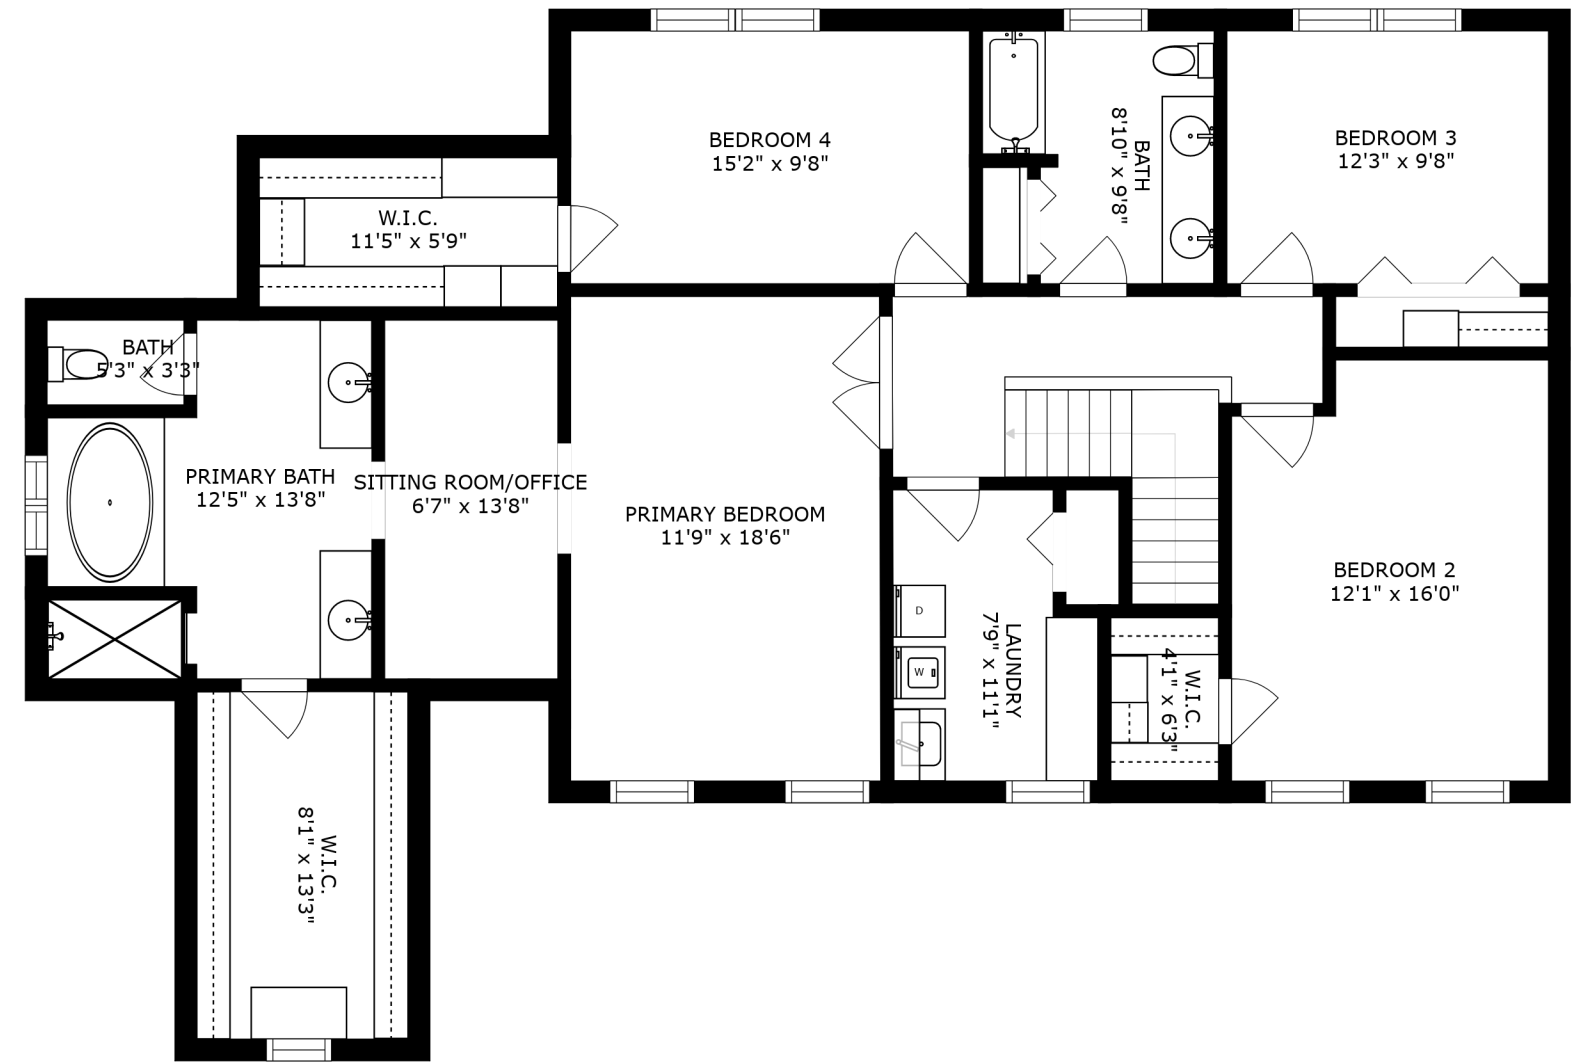 BEDROOM 4
15'2" x 9'8"
BATH
8'10" x 9'8"
BEDROOM 3
12'3" x 9'8"
W.I.C.
11'5" x 5'9"
BATH
5'3" x 3'3"
PRIMARY BATH
12'5" x 13'8"
SITTING ROOM/OFFICE
6'7" x 13'8"
PRIMARY BEDROOM
11'9" x 18'6"
BEDROOM 2
12'1" x 16'0"
D
W
LAUNDRY
7'9" x 11'1"
W.I.C.
4'1" x 6'3"
W.I.C.
8'1" x 13'3"